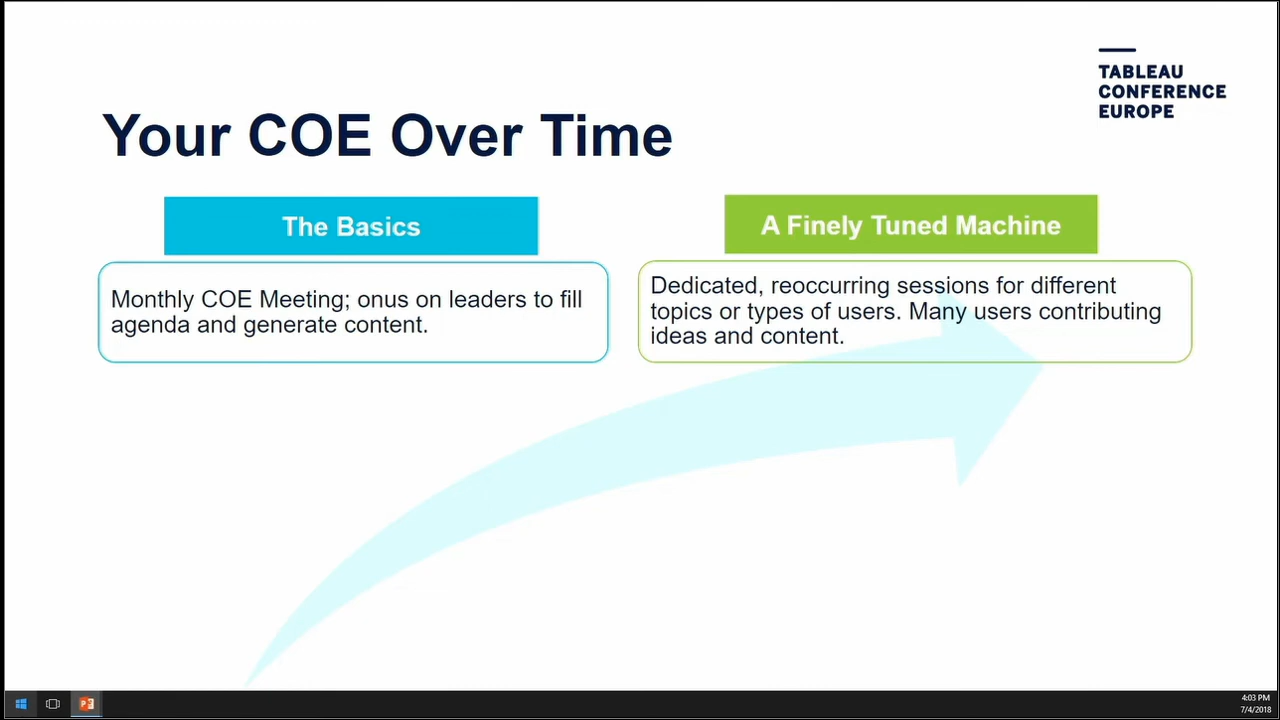 TABLEAU
CONFERENCE
EUROPE
Your COE Over Time
The Basics
Monthly COE Meeting; onus on leaders to fill
agenda and generate content.
A Finely Tuned Machine
Dedicated, reoccurring sessions for different
topics or types of users. Many users contributing
ideas and content.
4:03 PM
7/4/2018